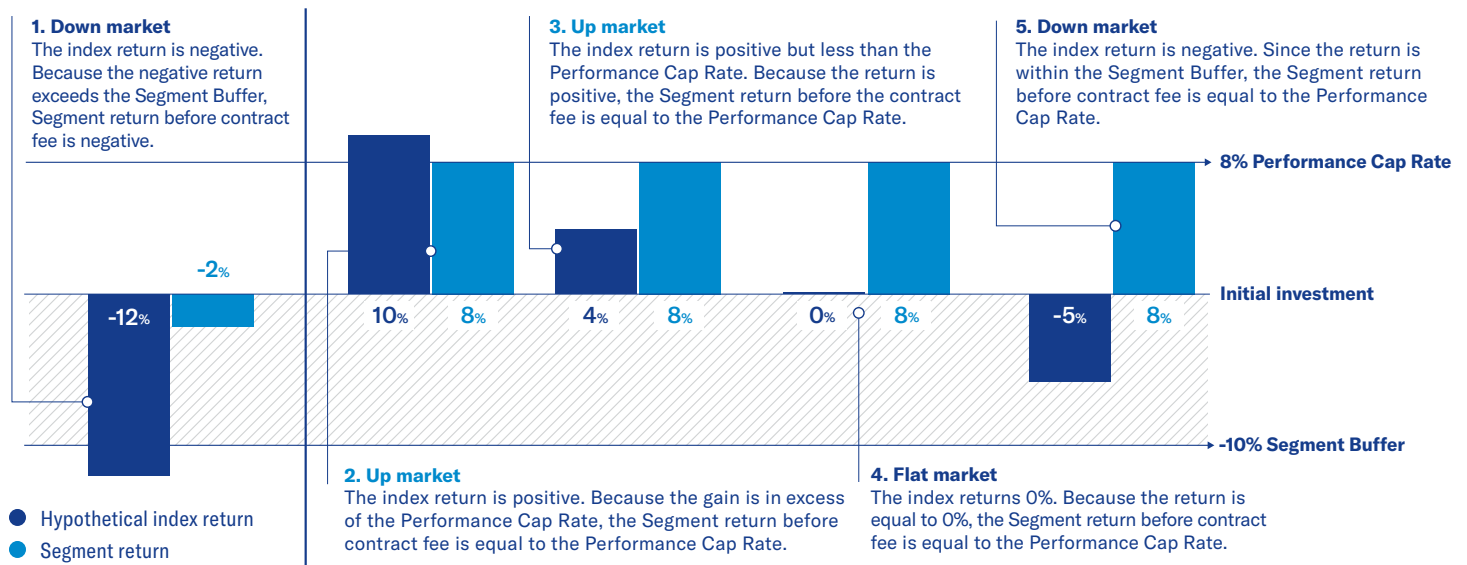 1. Down market
The index return is negative.
Because the negative return
exceeds the Segment Buffer,
Segment return before contract
fee is negative.
3. Up market
The index return is positive but less than the
Performance Cap Rate. Because the return is
positive, the Segment return before the contract
fee is equal to the Performance Cap Rate.
5. Down market
The index return is negative. Since the return is
within the Segment Buffer, the Segment return
before contract fee is equal to the Performance
Cap Rate.
8% Performance Cap Rate
-2%
Initial investment
-12%
10%
8%
4%
8%
0%
8%
-5%
8%
-10% Segment Buffer
2. Up market
The index return is positive. Because the gain is in excess
of the Performance Cap Rate, the Segment return before
contract fee is equal to the Performance Cap Rate.
4. Flat market
The index returns 0%. Because the return is
equal to 0%, the Segment return before contract
fee is equal to the Performance Cap Rate.
Hypothetical index return
Segment return